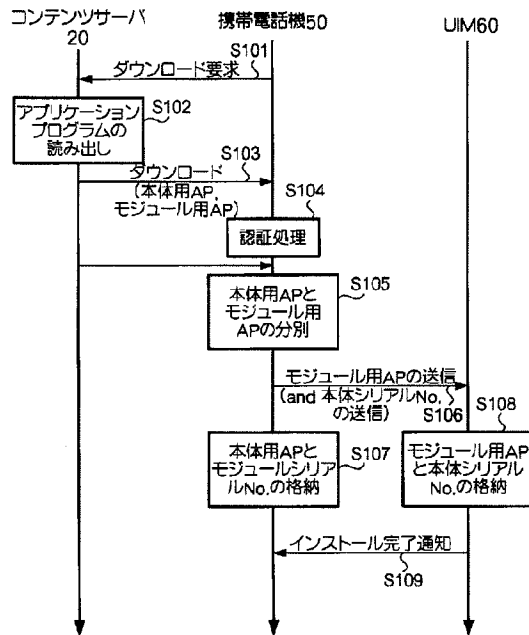 コンテンツサーバ
20
携帯電話機50
UIM60
S101
ダウンロード要求
S102
アプリケーション
プログラムの
読み出し
S103
ダウンロード
(本体用AP,
モジュール用AP)
S104
認証処理
S105
本体用APと
モジュール用
APの分別
モジュール用APの送信
(and 本体シリアルNo.
の送信)
S106
S107
本体用APと
モジュールシリア
ルNo.の格納
S108
モジュール用AP
と本体シリアル
No.の格納
インストール完了通知
S109